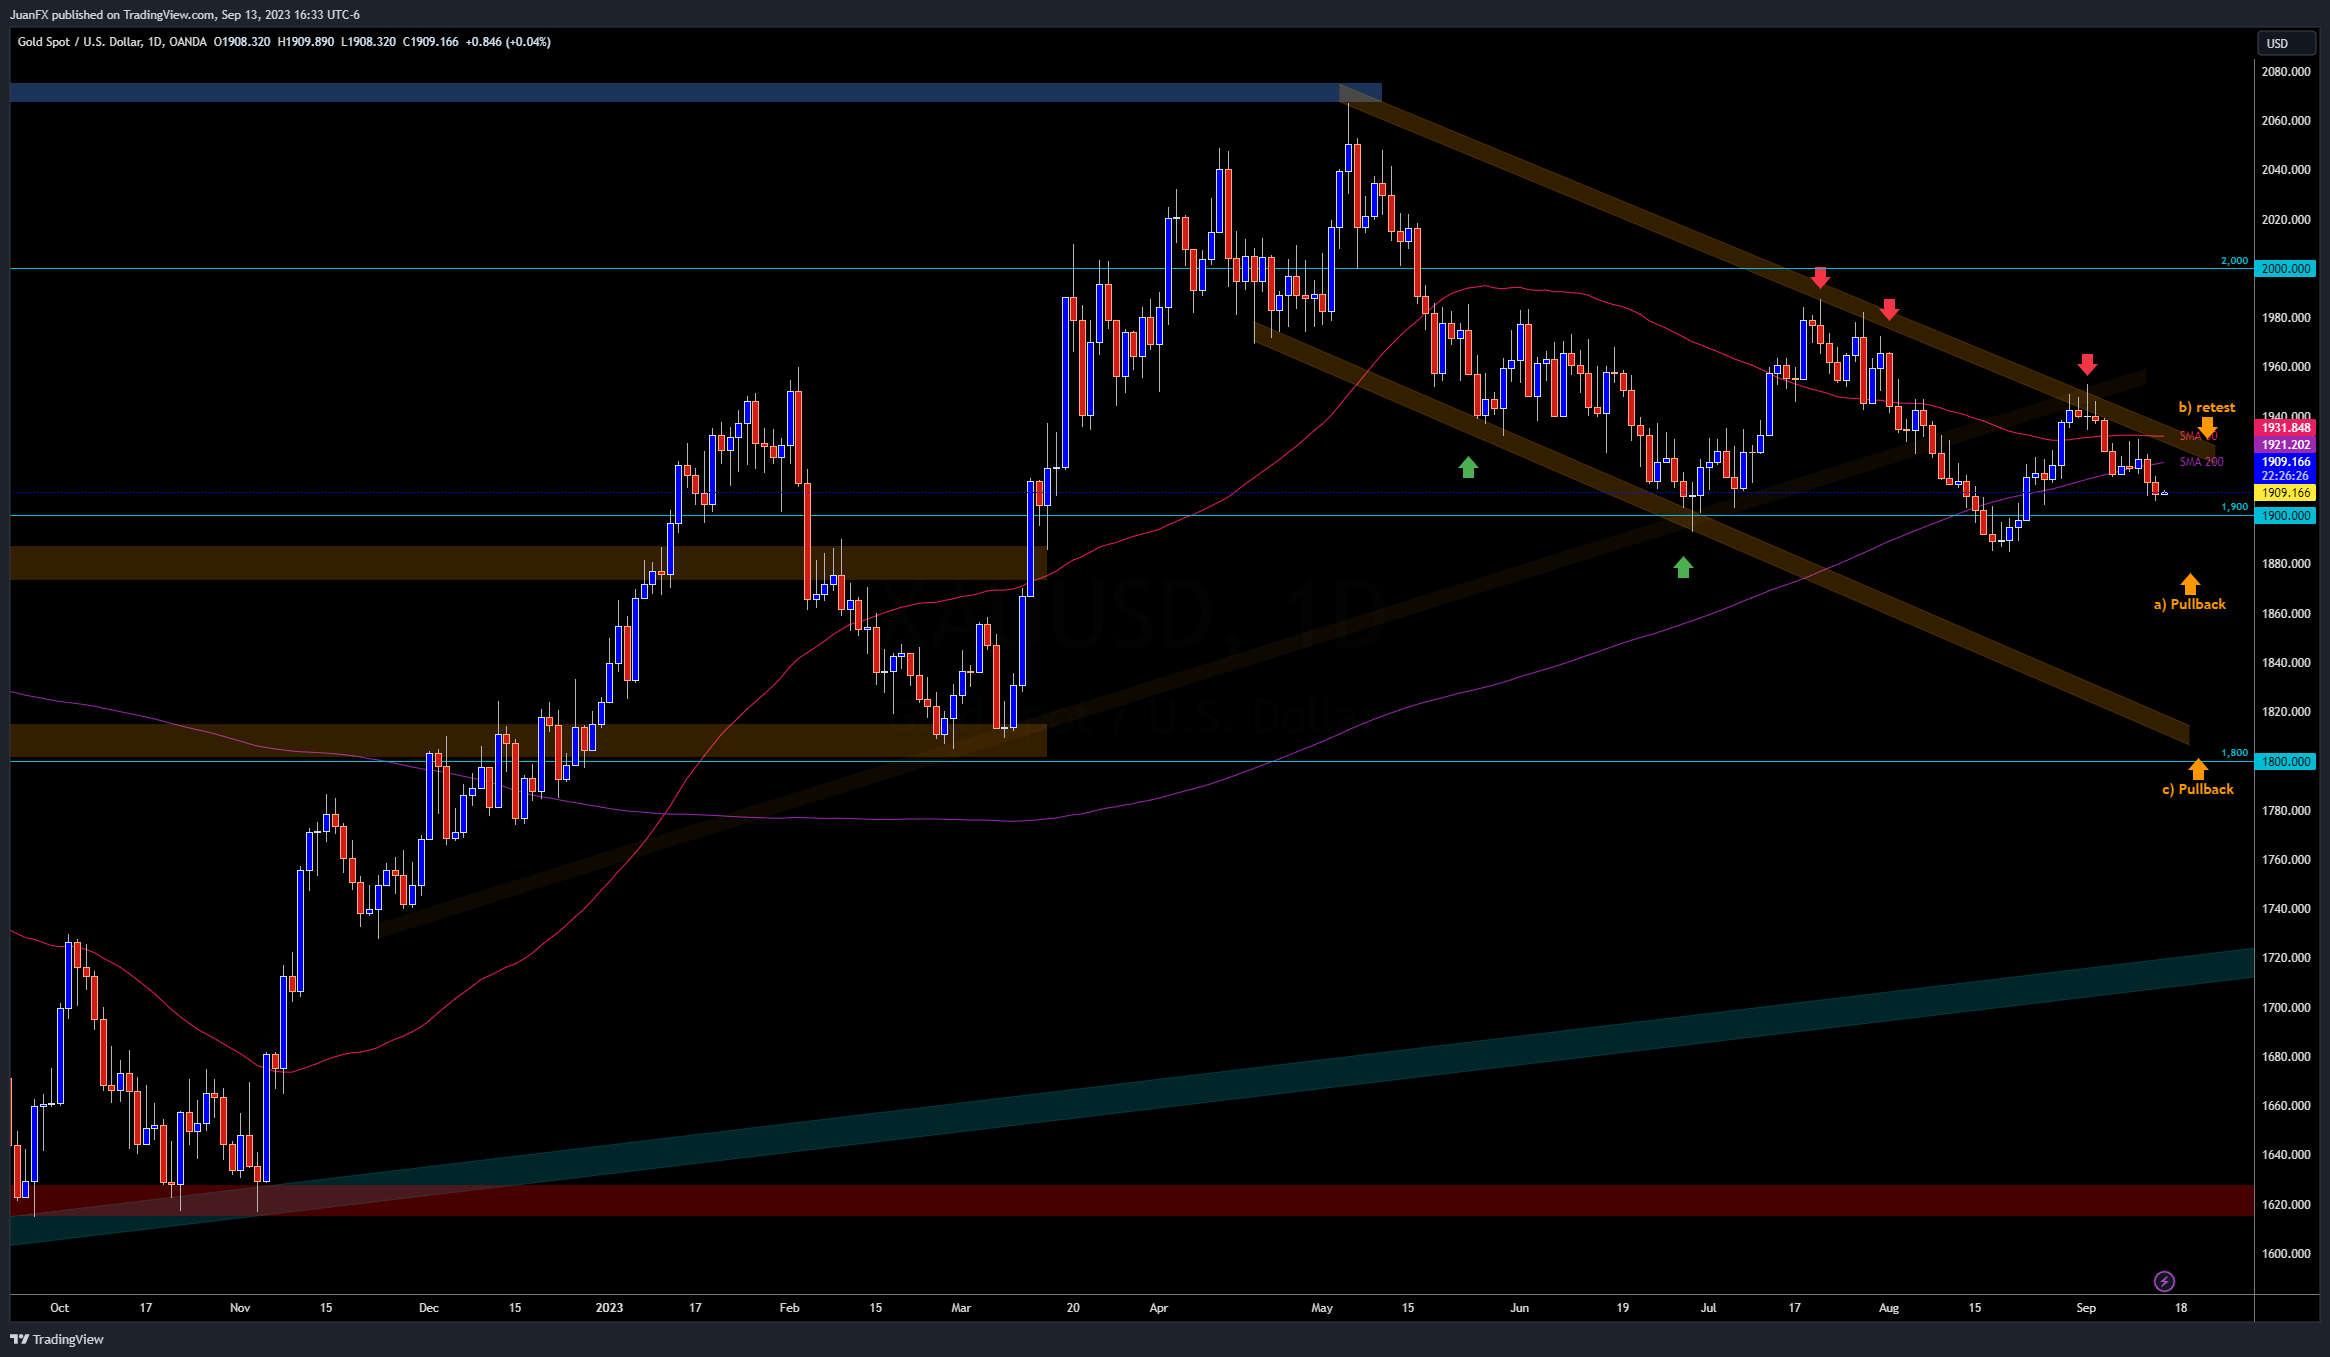 JuanFX published on TradingView.com, Sep 13, 2023 16:33 UTC-6
Gold Spot / U.S. Dollar, 1D, OANDA O1908.320 H1909.890 L1908.320 C1909.166 +0.846 (+0.04%)
USD
2080.000
2060.000
2040.000
2020.000
2,000
2000.000
1980.000
1960.000
1940.000
b) retest
1931.848
SMA
1921.202
SMA 200
1909.166
22:26:26
1909.166
1,900
1900.000
1880.000
a) Pullback
1860.000
XAUUSD, 1D
1840.000
1820.000
Gold Spot / U.S. Dollar
1,800
1800.000
c) Pullback
1780.000
1760.000
1740.000
1720.000
1700.000
1680.000
1660.000
1640.000
1620.000
1600.000
Oct 17 Nov 15 Dec 15 2023 17 Feb 15 Mar 20 Apr May 15 Jun 19 Jul 17 Aug 15 Sep 18
TradingView